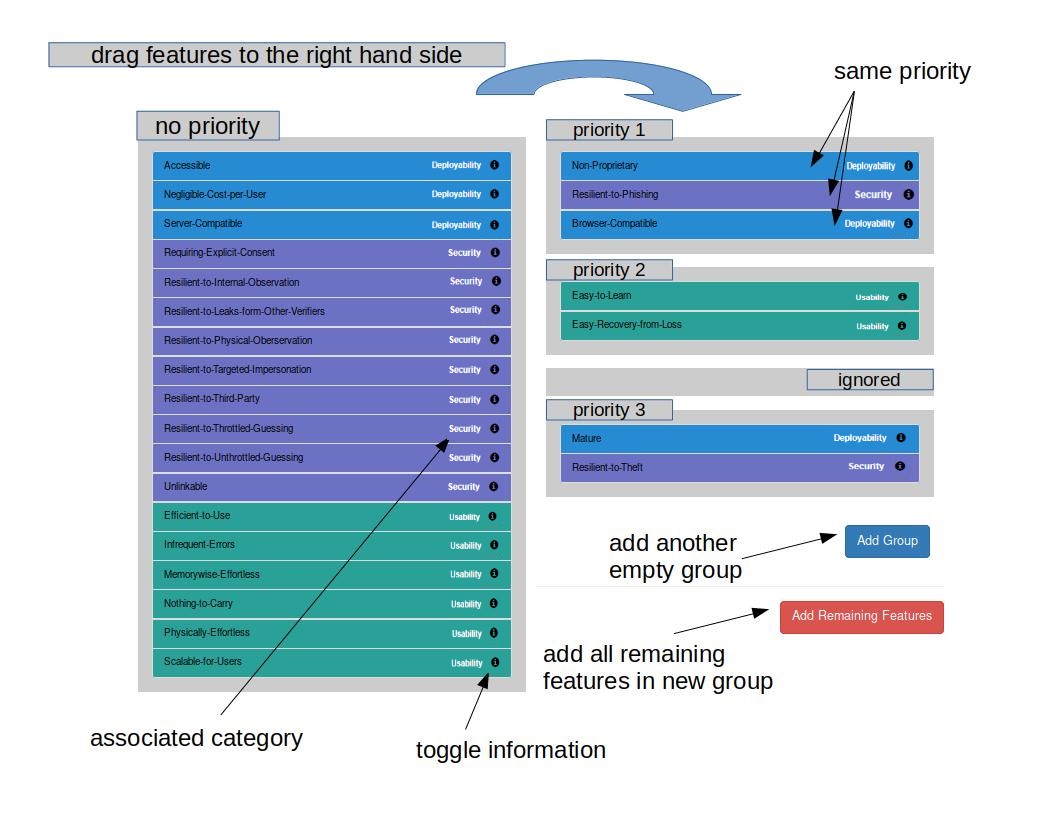 drag features to the right hand side
same priority
no priority
Accessible Deployability
Negligible-Cost-per-User Deployability
Server-Compatible Deployability
Requiring-Explicit-Consent Security
Resilient-to-Internal-Observation Security
Resilient-to-Leaks-form-Other-Verifiers Security
Resilient-to-Physical-Oberservation Security
Resilient-to-Targeted-Impersonation Security
Resilient-to-Third-Party Security
Resilient-to-Throttled-Guessing Security
Resilient-to-Unthrottled-Guessing Security
Unlinkable Security
Efficient-to-Use Usability
Infrequent-Errors Usability
Memorywise-Effortless Usability
Nothing-to-Carry Usability
Physically-Effortless Usability
Scalable-for-Users Usability
priority 1
Non-Proprietary Deployability
Resilient-to-Phishing Security
Browser-Compatible Deployability
priority 2
Easy-to-Learn Usability
Easy-Recovery-from-Loss Usability
ignored
priority 3
Mature Deployability
Resilient-to-Theft Security
add another
empty group
Add Group
Add Remaining Features
add all remaining
features in new group
associated category
toggle information